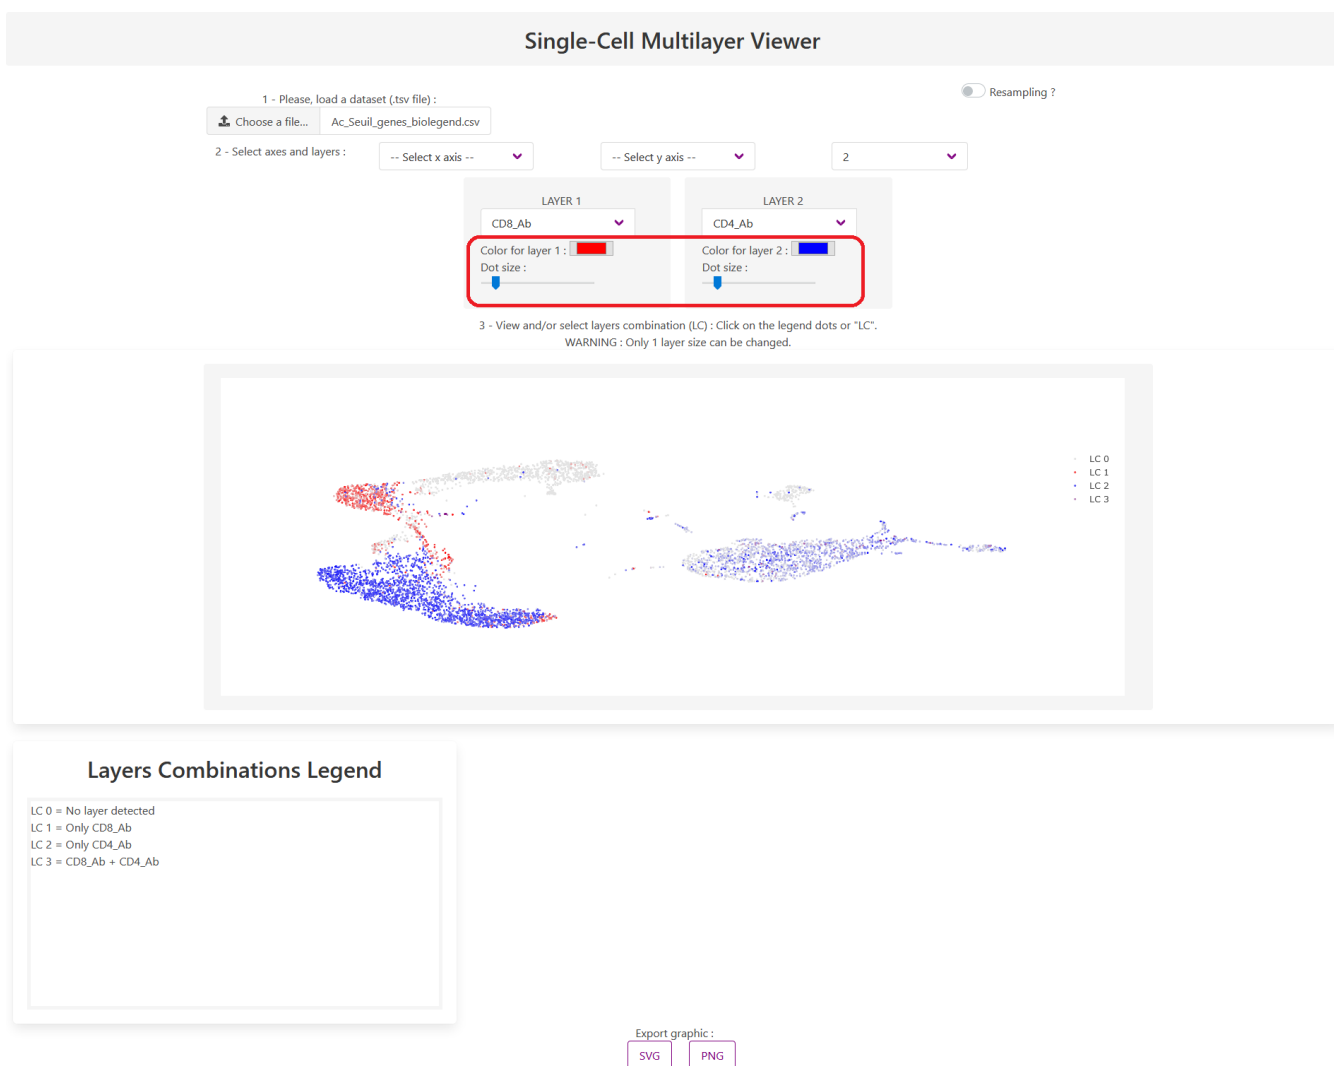 Single-Cell Multilayer Viewer
Resampling ?
1 - Please, load a dataset (.tsv file) :
Choose a file... Ac_Seuil_genes_biolegend.csv
2 - Select axes and layers : -- Select x axis -- -- Select y axis -- 2
LAYER 1 LAYER 2
CD8_Ab CD4_Ab
Color for layer 1 : Color for layer 2 :
Dot size : Dot size :
3 - View and/or select layers combination (LC) : Click on the legend dots or "LC".
WARNING : Only 1 layer size can be changed.
LC 0
LC 1
LC 2
LC 3
Layers Combinations Legend
LC 0 = No layer detected
LC 1 = Only CD8_Ab
LC 2 = Only CD4_Ab
LC 3 = CD8_Ab + CD4_Ab
Export graphic :
SVG PNG